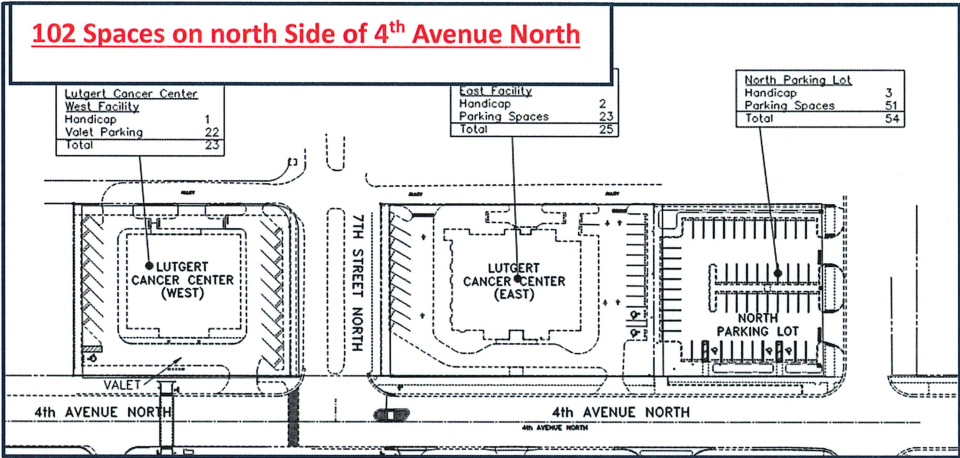 102 Spaces on north Side of 4th Avenue North
Lutgert Cancer Center
West Facility
Handicap 1
Valet Parking 22
Total 23
East Facility
Handicap 2
Parking Spaces 23
Total 25
North Parking Lot
Handicap 3
Parking Spaces 51
Total 54
ALLEY
ALLEY
ALLEY
LUTGERT
CANCER CENTER
(WEST)
7TH STREET NORTH
LUTGERT
CANCER CENTER
(EAST)
NORTH
PARKING LOT
VALET
4th AVENUE NORTH
4th AVENUE NORTH
4th AVENUE NORTH